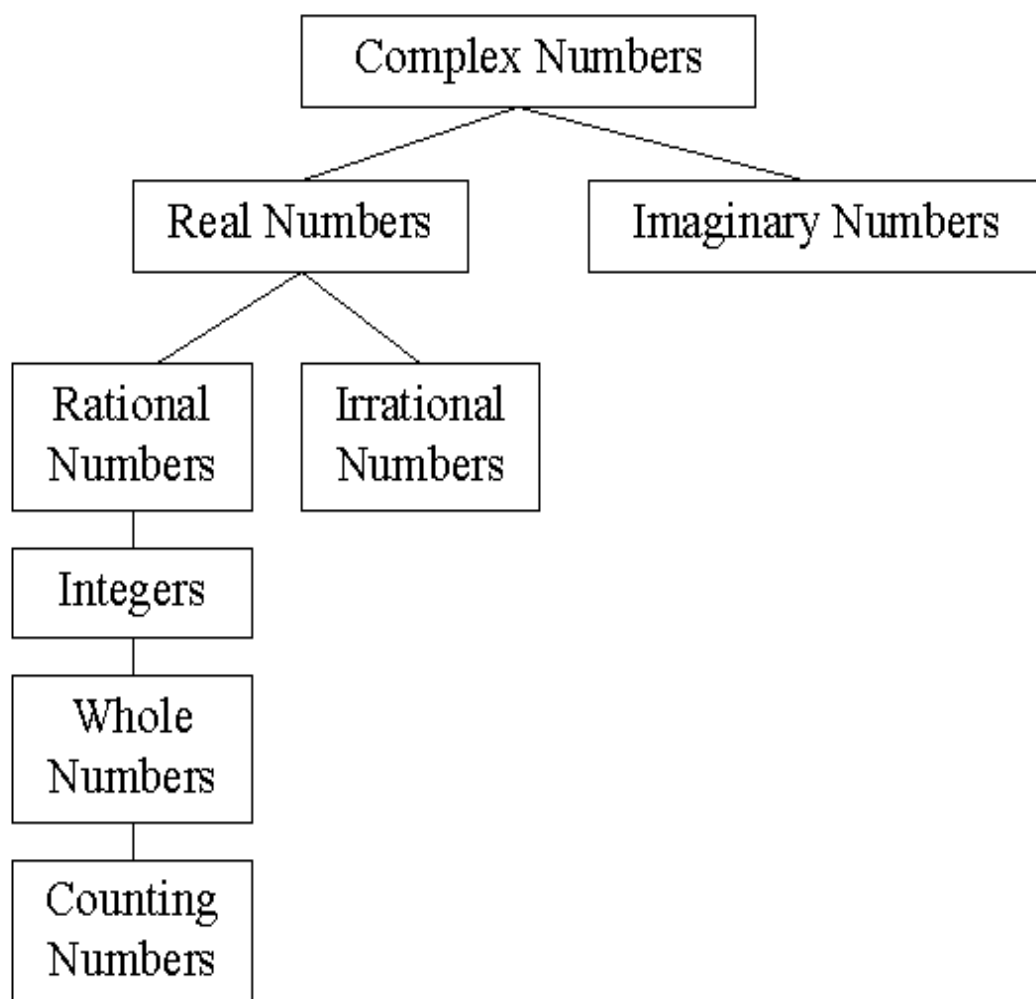 Complex Numbers
Real Numbers
Imaginary Numbers
Rational
Numbers
Irrational
Numbers
Integers
Whole
Numbers
Counting
Numbers